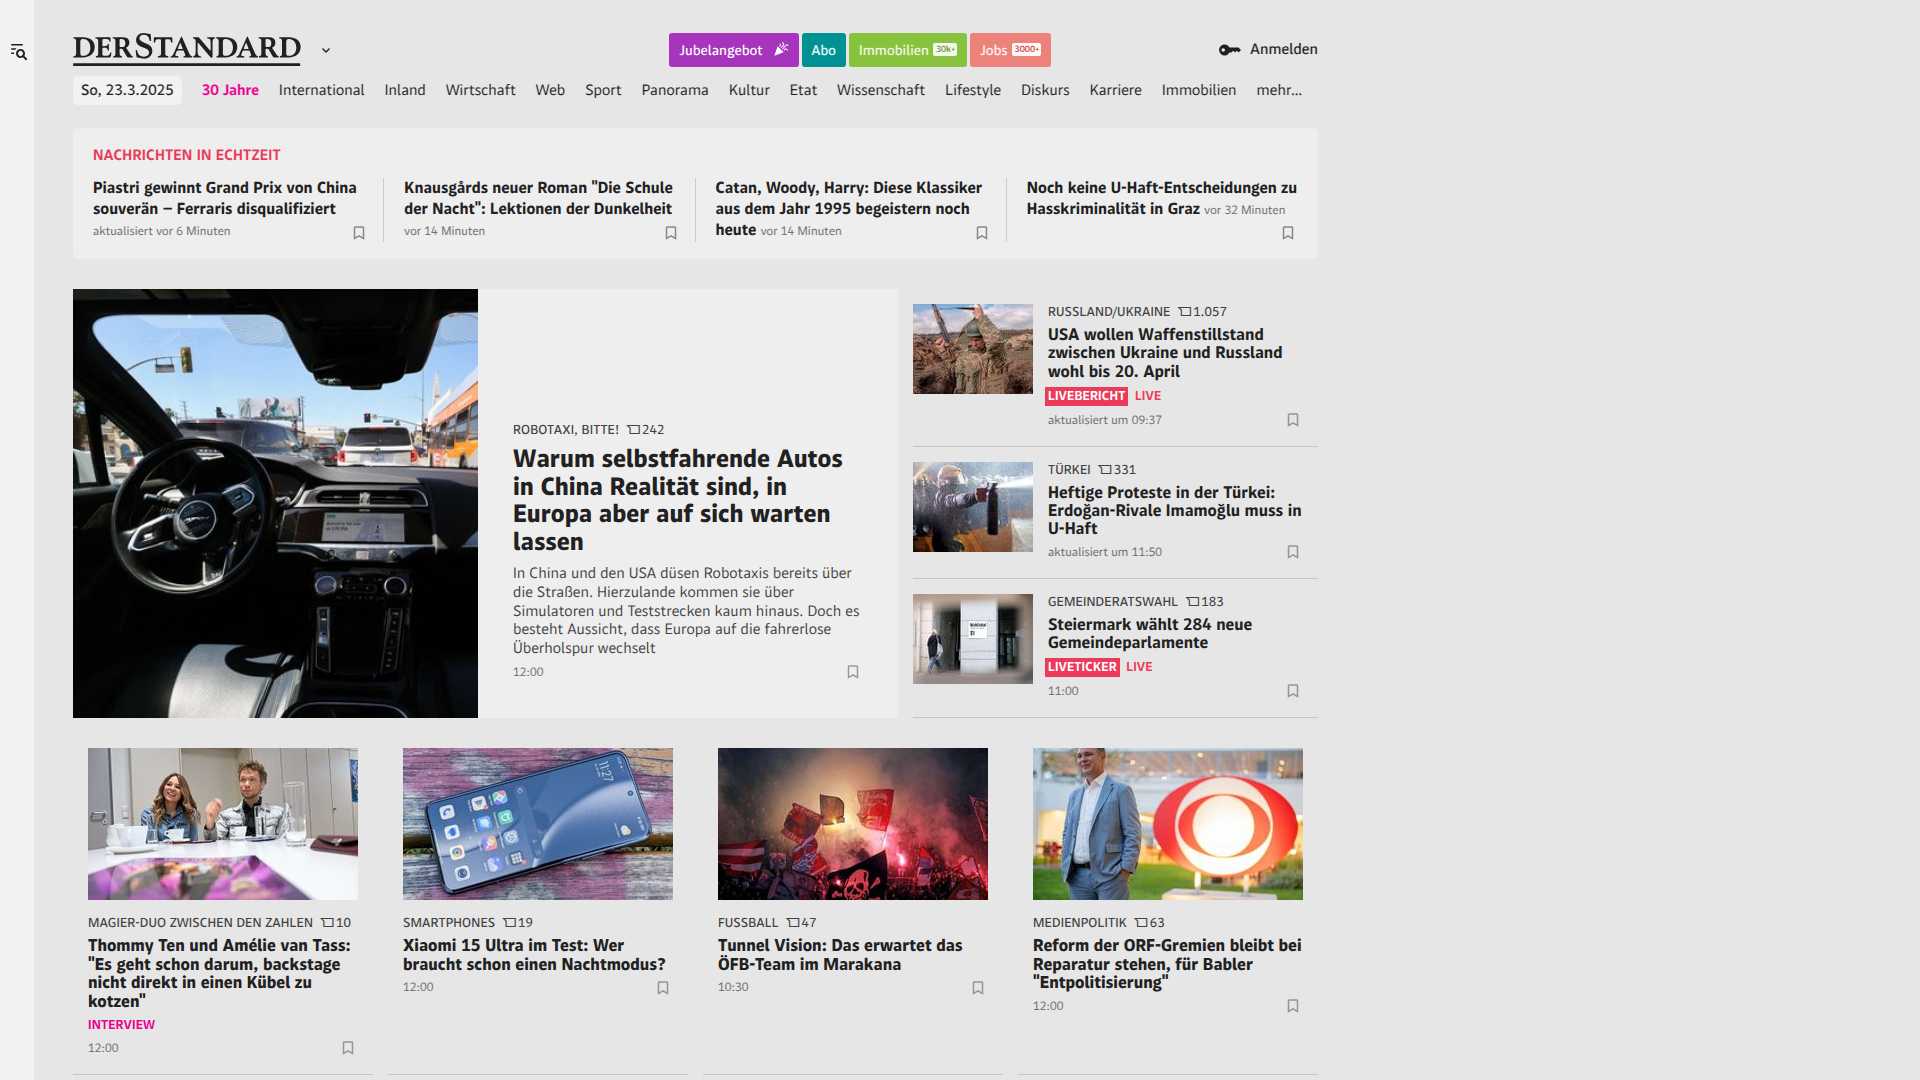 DERSTANDARD
Jubelangebot
Abo
Immobilien 30k+
Jobs 3000+
Anmelden
So, 23.3.2025
30 Jahre
International
Inland
Wirtschaft
Web
Sport
Panorama
Kultur
Etat
Wissenschaft
Lifestyle
Diskurs
Karriere
Immobilien
mehr...
NACHRICHTEN IN ECHTZEIT
Piastri gewinnt Grand Prix von China
souverän – Ferraris disqualifiziert
aktualisiert vor 6 Minuten
Knausgårds neuer Roman "Die Schule
der Nacht": Lektionen der Dunkelheit
vor 14 Minuten
Catan, Woody, Harry: Diese Klassiker
aus dem Jahr 1995 begeistern noch
heute vor 14 Minuten
Noch keine U-Haft-Entscheidungen zu
Hasskriminalität in Graz vor 32 Minuten
ROBOTAXI, BITTE! 242
Warum selbstfahrende Autos
in China Realität sind, in
Europa aber auf sich warten
lassen
In China und den USA düsen Robotaxis bereits über
die Straßen. Hierzulande kommen sie über
Simulatoren und Teststrecken kaum hinaus. Doch es
besteht Aussicht, dass Europa auf die fahrerlose
Überholspur wechselt
12:00
RUSSLAND/UKRAINE 1.057
USA wollen Waffenstillstand
zwischen Ukraine und Russland
wohl bis 20. April
LIVEBERICHT LIVE
aktualisiert um 09:37
TÜRKEI 331
Heftige Proteste in der Türkei:
Erdoğan-Rivale Imamoğlu muss in
U-Haft
aktualisiert um 11:50
GEMEINDERATSWAHL 183
Steiermark wählt 284 neue
Gemeindeparlamente
LIVETICKER LIVE
11:00
MAGIER-DUO ZWISCHEN DEN ZAHLEN 10
Thommy Ten und Amélie van Tass:
"Es geht schon darum, backstage
nicht direkt in einen Kübel zu
kotzen"
INTERVIEW
12:00
11:27
SMARTPHONES 19
Xiaomi 15 Ultra im Test: Wer
braucht schon einen Nachtmodus?
12:00
FUSSBALL 47
Tunnel Vision: Das erwartet das
ÖFB-Team im Marakana
10:30
MEDIENPOLITIK 63
Reform der ORF-Gremien bleibt bei
Reparatur stehen, für Babler
"Entpolitisierung"
12:00